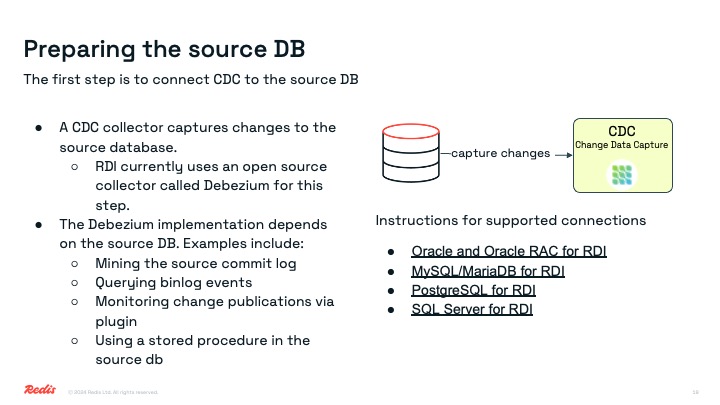 Preparing the source DB
The first step is to connect CDC to the source DB
● A CDC collector captures changes to the
source database.
○ RDI currently uses an open source
collector called Debezium for this
step.
● The Debezium implementation depends
on the source DB. Examples include:
○ Mining the source commit log
○ Querying binlog events
○ Monitoring change publications via
plugin
○ Using a stored procedure in the
source db
capture changes
CDC
Change Data Capture
Instructions for supported connections
● Oracle and Oracle RAC for RDI
● MySQL/MariaDB for RDI
● PostgreSQL for RDI
● SQL Server for RDI
Redis
© 2024 Redis Ltd. All rights reserved.